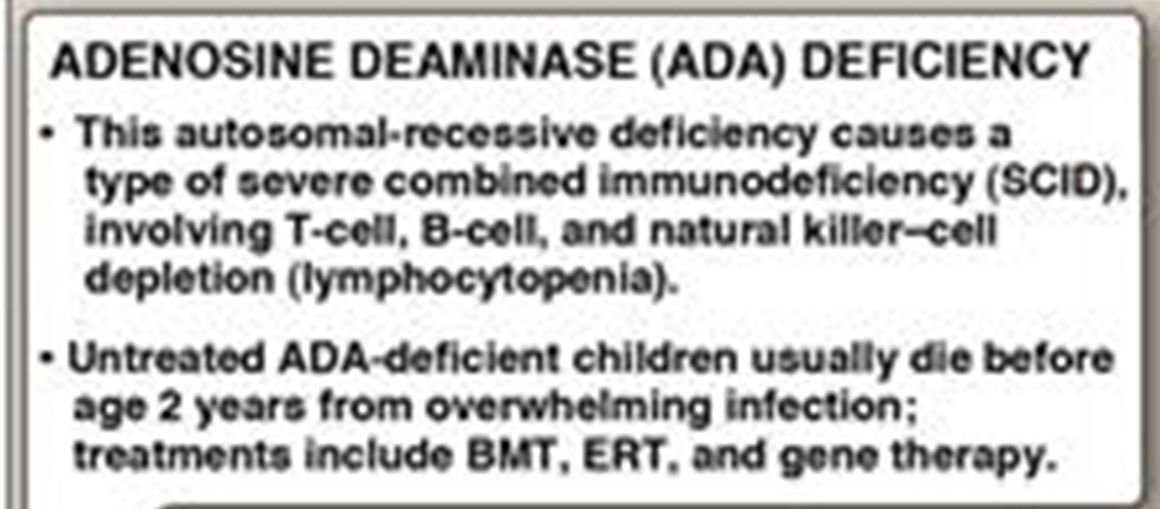 ADENOSINE DEAMINASE (ADA) DEFICIENCY
• This autosomal-recessive deficiency causes a
type of severe combined immunodeficiency (SCID),
involving T-cell, B-cell, and natural killer–cell
depletion (lymphocytopenia).
• Untreated ADA-deficient children usually die before
age 2 years from overwhelming infection;
treatments include BMT, ERT, and gene therapy.